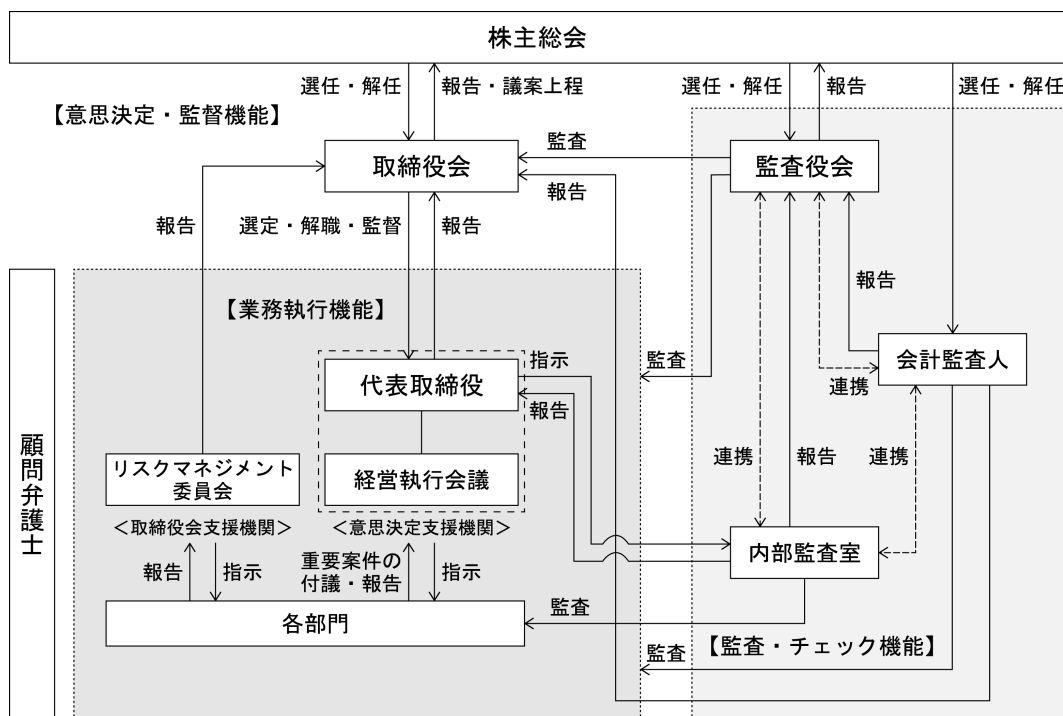 株主総会
選任・解任
報告・議案上程
選任・解任
報告
選任・解任
【意思決定・監督機能】
取締役会
監査
監査役会
報告
報告
選定・解職・監督
報告
【業務執行機能】
報告
代表取締役
指示
監査
会計監査人
報告
連携
顧問弁護士
リスクマネジメント
委員会
経営執行会議
連携
報告
連携
＜取締役会支援機関＞
＜意思決定支援機関＞
内部監査室
報告
指示
重要案件の
付議・報告
指示
各部門
監査
監査
【監査・チェック機能】